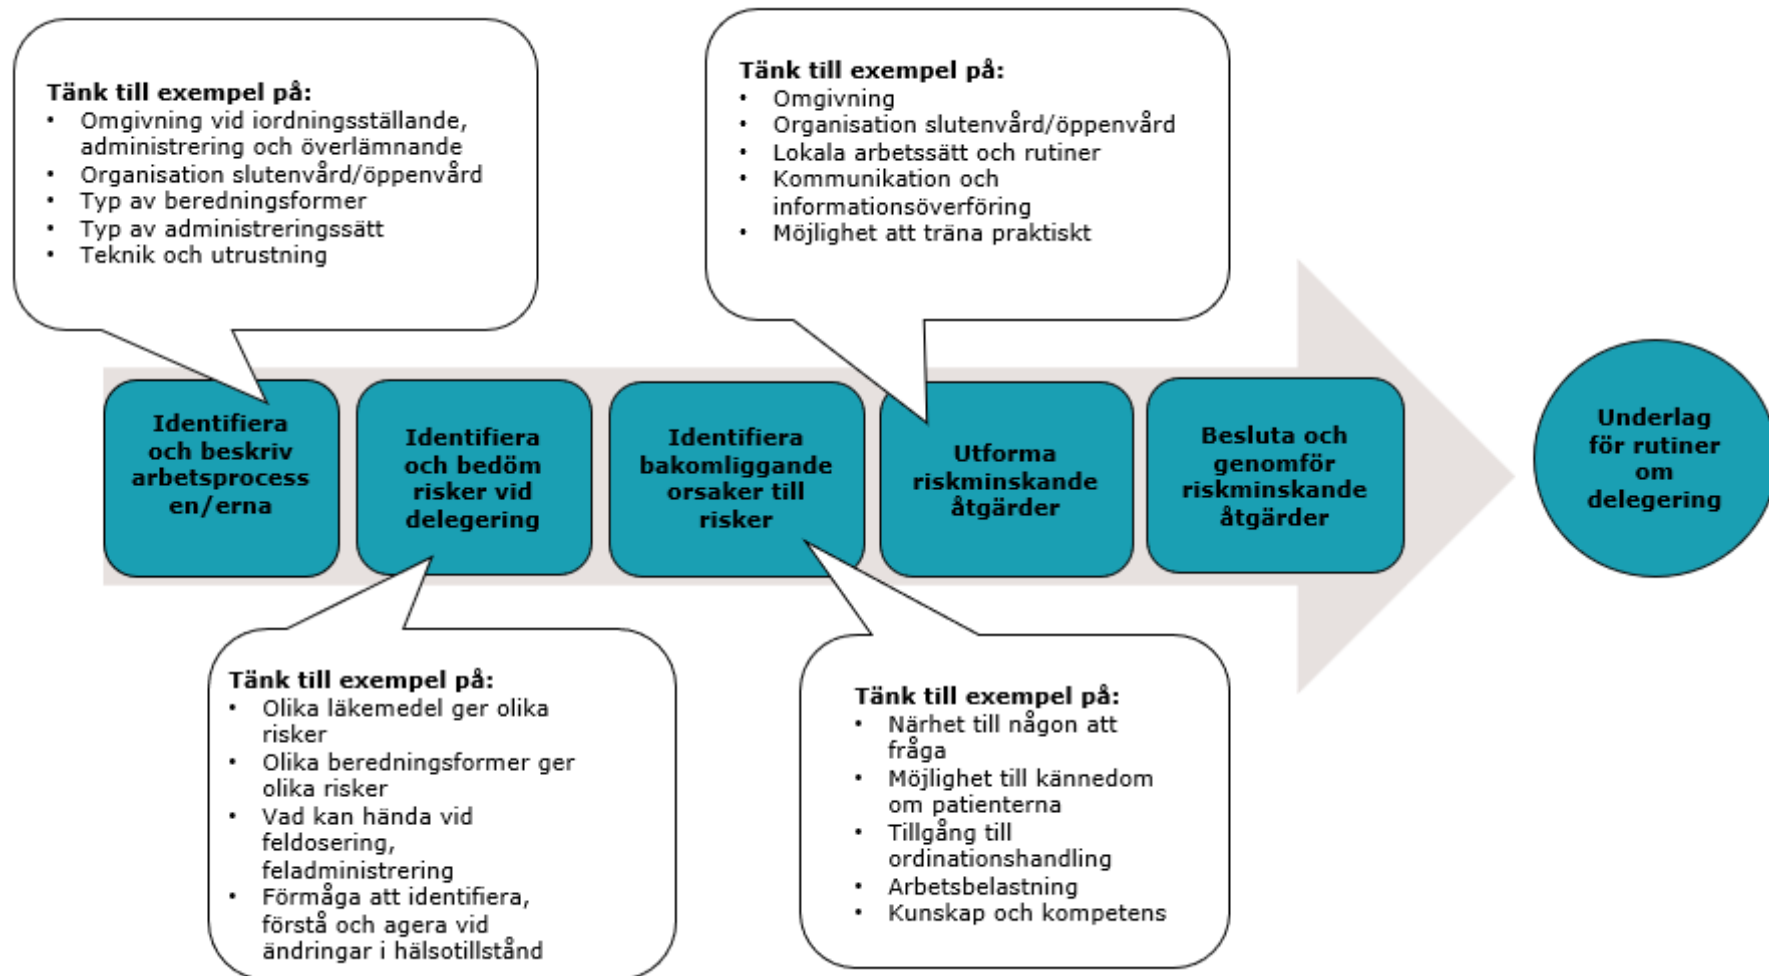 Tänk till exempel på:
• Omgivning vid iordningsställande,
administrering och överlämnande
• Organisation slutenvård/öppenvård
• Typ av beredningsformer
• Typ av administreringssätt
• Teknik och utrustning
Tänk till exempel på:
• Omgivning
• Organisation slutenvård/öppenvård
• Lokala arbetssätt och rutiner
• Kommunikation och
informationsöverföring
• Möjlighet att träna praktiskt
Identifiera
och beskriv
arbetsprocess
en/erna
Identifiera
och bedöm
risker vid
delegering
Identifiera
bakomliggande
orsaker till
risker
Utforma
riskminskande
åtgärder
Besluta och
genomför
riskminskande
åtgärder
Underlag
för rutiner
om
delegering
Tänk till exempel på:
• Olika läkemedel ger olika
risker
• Olika beredningsformer ger
olika risker
• Vad kan hända vid
feldosering,
feladministrering
• Förmåga att identifiera,
förstå och agera vid
ändringar i hälsotillstånd
Tänk till exempel på:
• Närhet till någon att
fråga
• Möjlighet till kännedom
om patienterna
• Tillgång till
ordinationshandling
• Arbetsbelastning
• Kunskap och kompetens